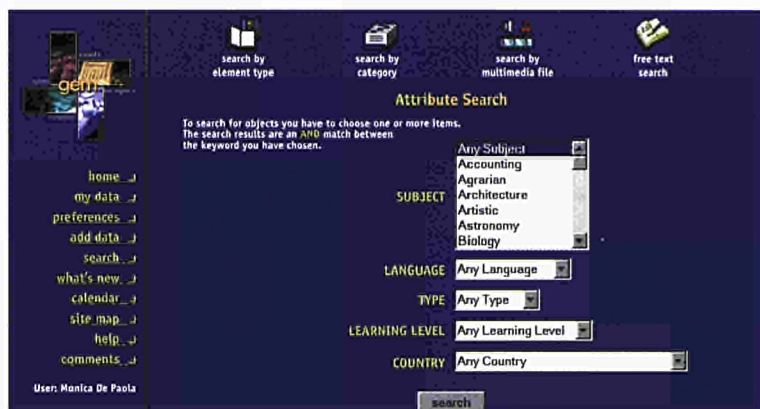 search by
element type
search by
category
search by
multimedia file
free text
search
gem
Attribute Search
To search for objects you have to choose one or more items.
The search results are an AND match between
the keyword you have chosen.
SUBJECT
Any Subject
Accounting
Agrarian
Architecture
Artistic
Astronomy
Biology
LANGUAGE Any Language
TYPE Any Type
LEARNING LEVEL Any Learning Level
COUNTRY Any Country
search
home
my data
preferences
add data
search
what's new
calendar
site map
help
comments
User: Monica De Paola